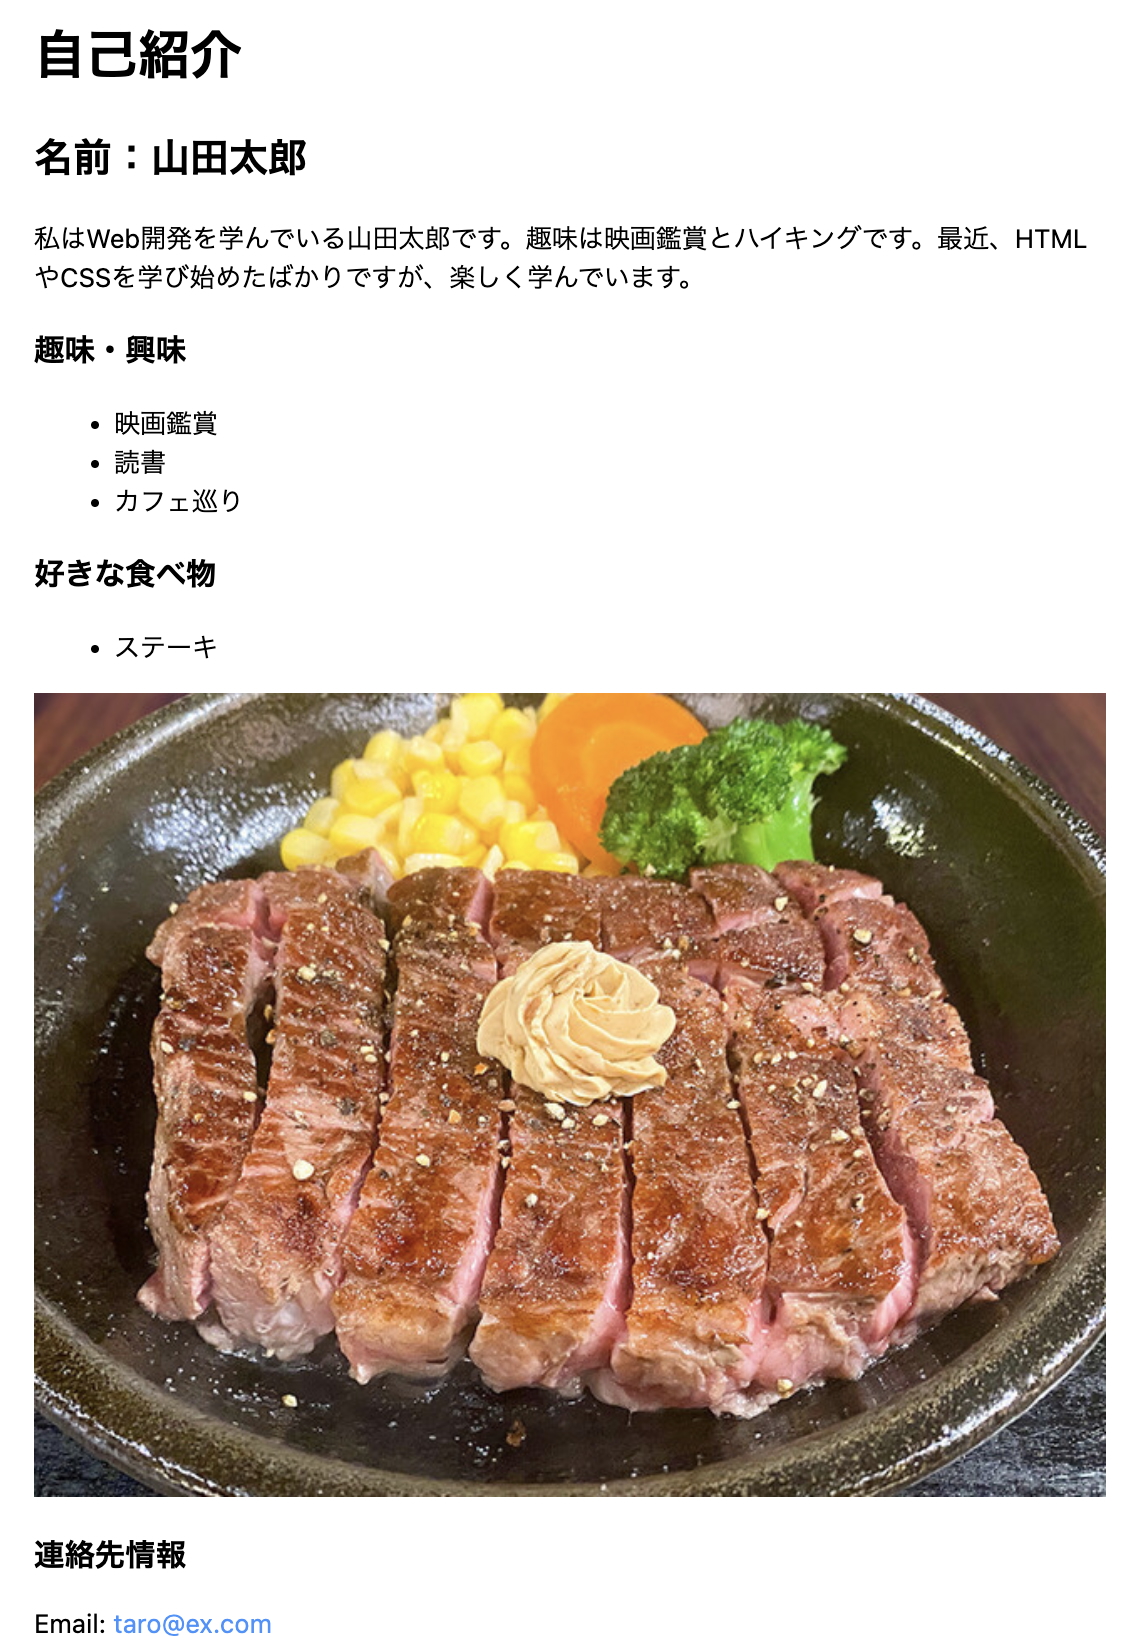 自己紹介
名前：山田太郎
私はWeb開発を学んでいる山田太郎です。趣味は映画鑑賞とハイキングです。最近、HTML
やCSSを学び始めたばかりですが、楽しく学んでいます。
趣味・興味
• 映画鑑賞
• 読書
• カフェ巡り
好きな食べ物
• ステーキ
連絡先情報
Email: taro@ex.com